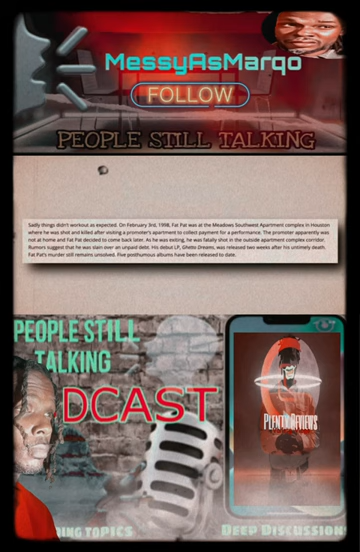 MessyAsMarqo
FOLLOW
PEOPLE STILL TALKING
Sadly things didn't workout as expected. On February 3rd, 1998, Fat Pat was at the Meadows Southwest Apartment complex in Houston
where he was shot and killed after visiting a promoter's apartment to collect payment for a performance. The promoter apparently was
not at home and Fat Pat decided to come back later. As he was exiting, he was fatally shot in the outside apartment complex corridor.
Rumors suggest that he was slain over an unpaid debt. His debut LP, Ghetto Dreams, was released two weeks after his untimely death.
Fat Pat's murder still remains unsolved. Five posthumous albums have been released to date.
PEOPLE STILL
TALKING
DCAST
TOPICS
DEEP DISCUSSION